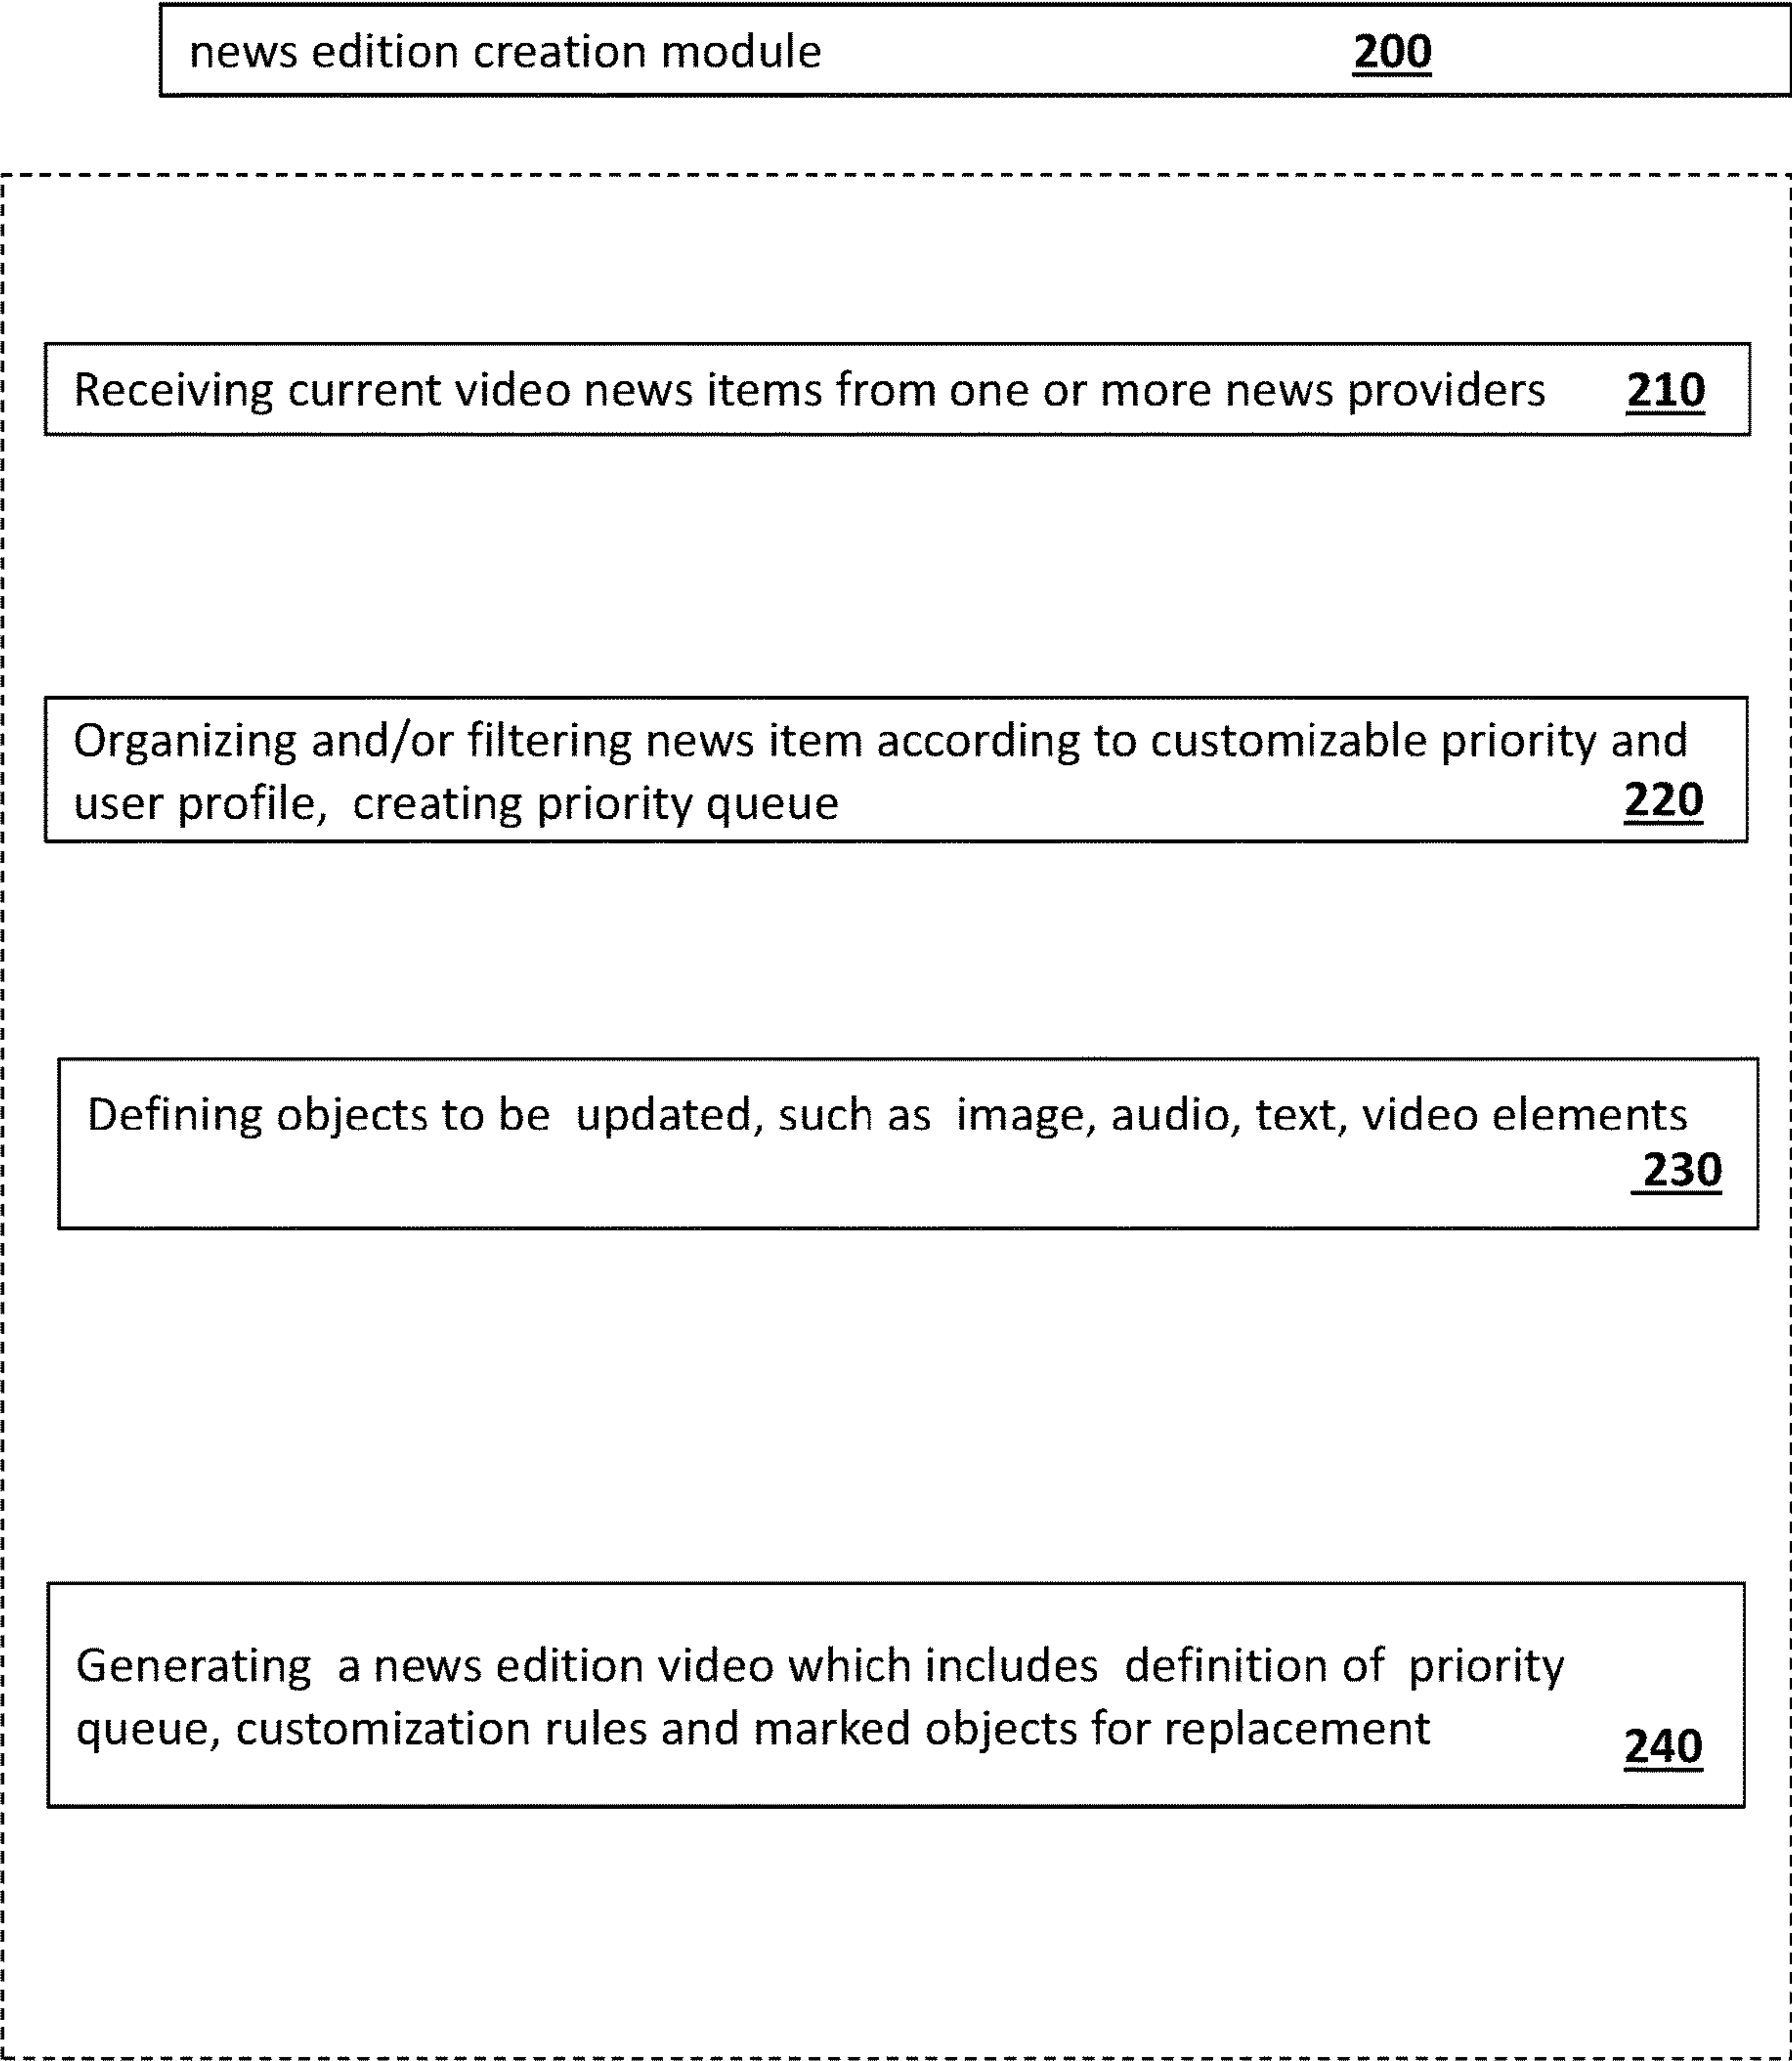 news edition creation module 200
Receiving current video news items from one or more news providers 210
Organizing and/or filtering news item according to customizable priority and
user profile, creating priority queue 220
Defining objects to be updated, such as image, audio, text, video elements
230
Generating a news edition video which includes definition of priority
queue, customization rules and marked objects for replacement
240